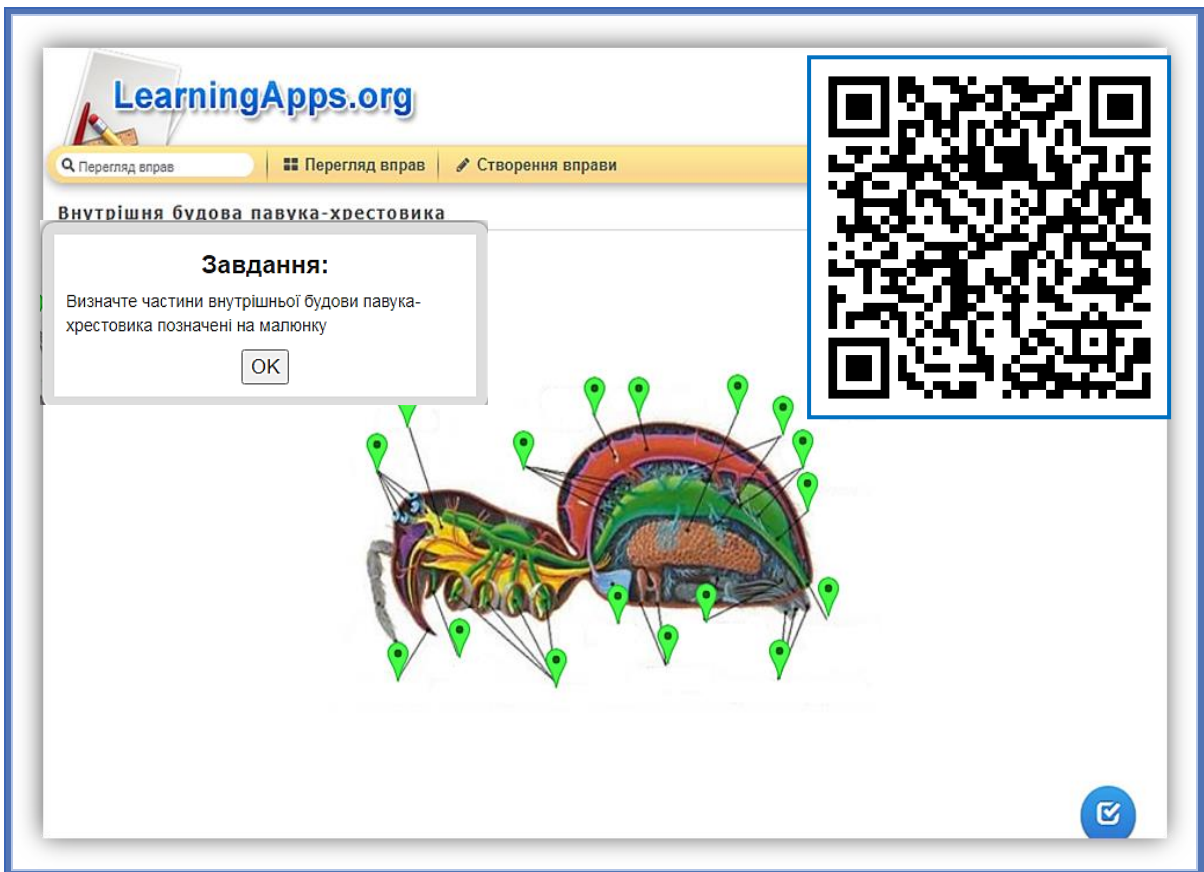 LearningApps.org
Перегляд вправ
Перегляд вправ
Створення вправи
Внутрішня будова павука-хрестовика
Завдання:
Визначте частини внутрішньої будови павука-
хрестовика позначені на малюнку
OK